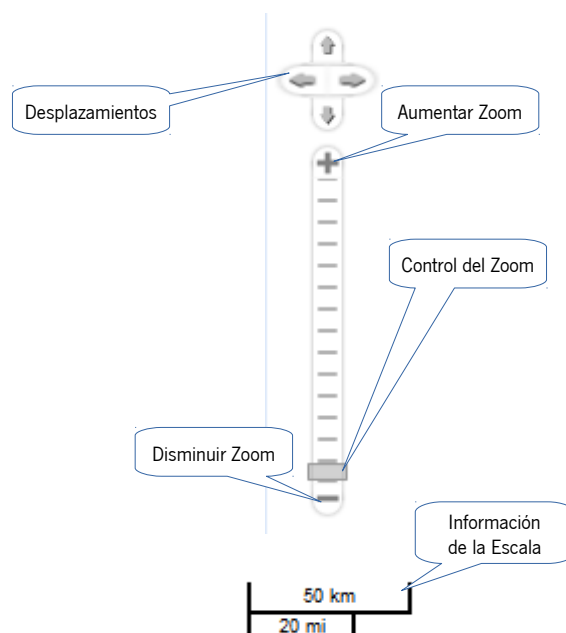 Desplazamientos
Aumentar Zoom
Control del Zoom
Disminuir Zoom
Información
de la Escala
50 km
20 mi